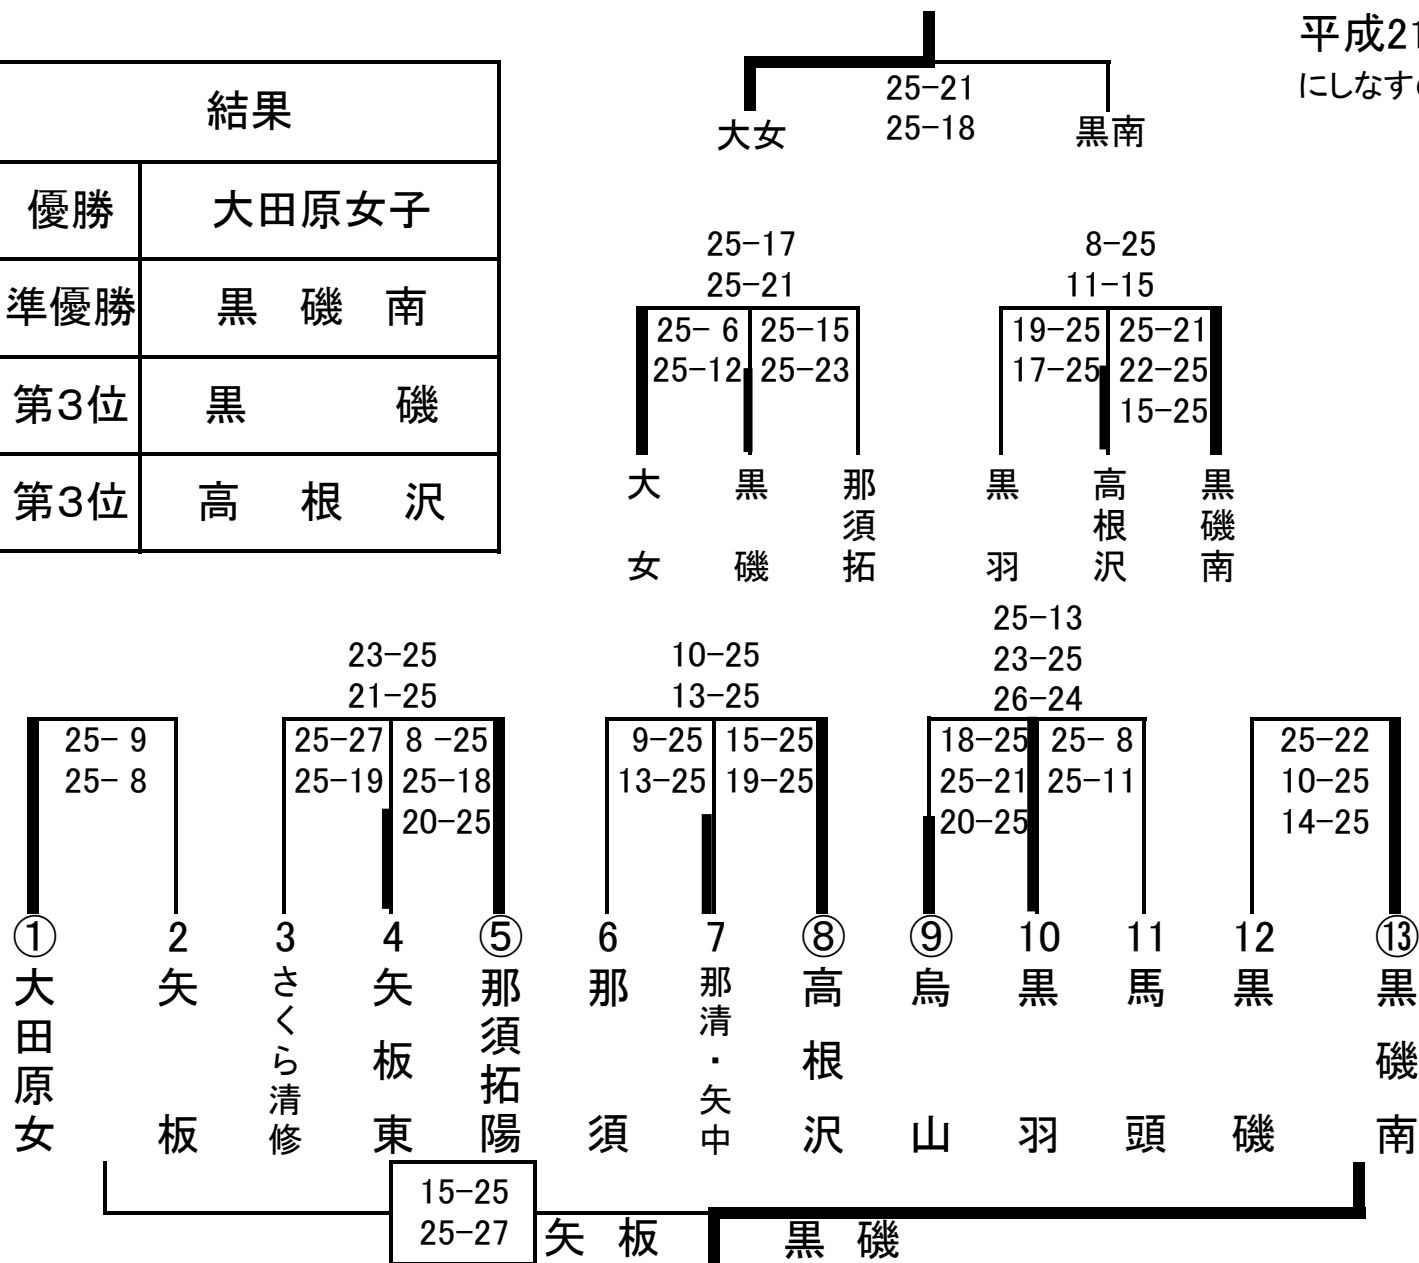 平成21
にしなす
結果
優勝 大田原女子
準優勝 黒 磯 南
第3位 黒 磯
第3位 高 根 沢
25-21
25-18
大女 黒南
25-17 8-25
25-21 11-15
25- 6 25-15 19-25 25-21
25-12 25-23 17-25 22-25
15-25
大女 黒磯 那須拓 黒羽 高根沢 黒磯南
25-13
23-25 10-25 23-25
21-25 13-25 26-24
25- 9 25-27 8 -25 9-25 15-25 18-25 25- 8 25-22
25- 8 25-19 25-18 13-25 19-25 25-21 25-11 10-25
20-25 20-25 14-25
① 2 3 4 ⑤ 6 7 ⑧ ⑨ 10 11 12 ⑬
大田原女 矢板 さくら清修 矢板東 那須拓陽 那須 那清・矢中 高根沢 烏山 黒羽 馬頭 黒磯 黒磯南
15-25
25-27
矢 板 黒 磯